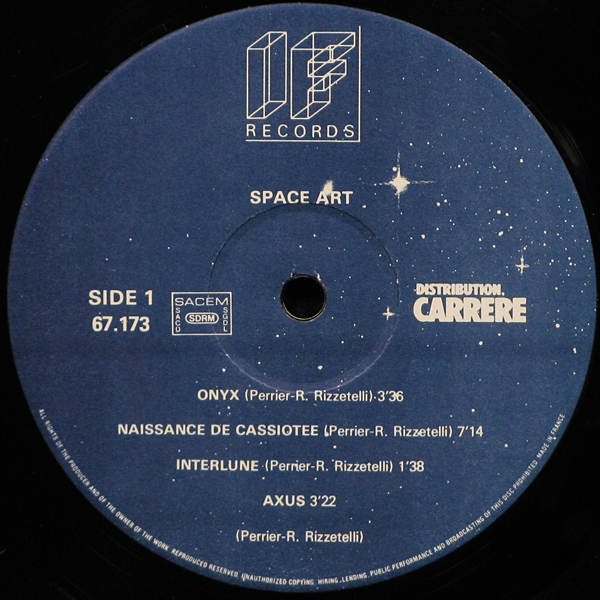 IF
RECORDS
SPACE ART
SIDE 1
67.173
SACEM
SACD
SDRM
SGDL
DISTRIBUTION.
CARRERE
ONYX (Perrier-R. Rizzetelli) 3'36
NAISSANCE DE CASSIOTEE (Perrier-R. Rizzetelli) 7'14
INTERLUNE (Perrier-R. Rizzetelli) 1'38
AXUS 3'22
(Perrier-R. Rizzetelli)
ALL RIGHTS OF THE PRODUCER AND OF THE OWNER OF THE WORK REPRODUCED RESERVED. UNAUTHORIZED COPYING. HIRING. LENDING. PUBLIC PERFORMANCE AND BROADCASTING OF THIS DISC PROHIBITED. MADE IN FRANCE